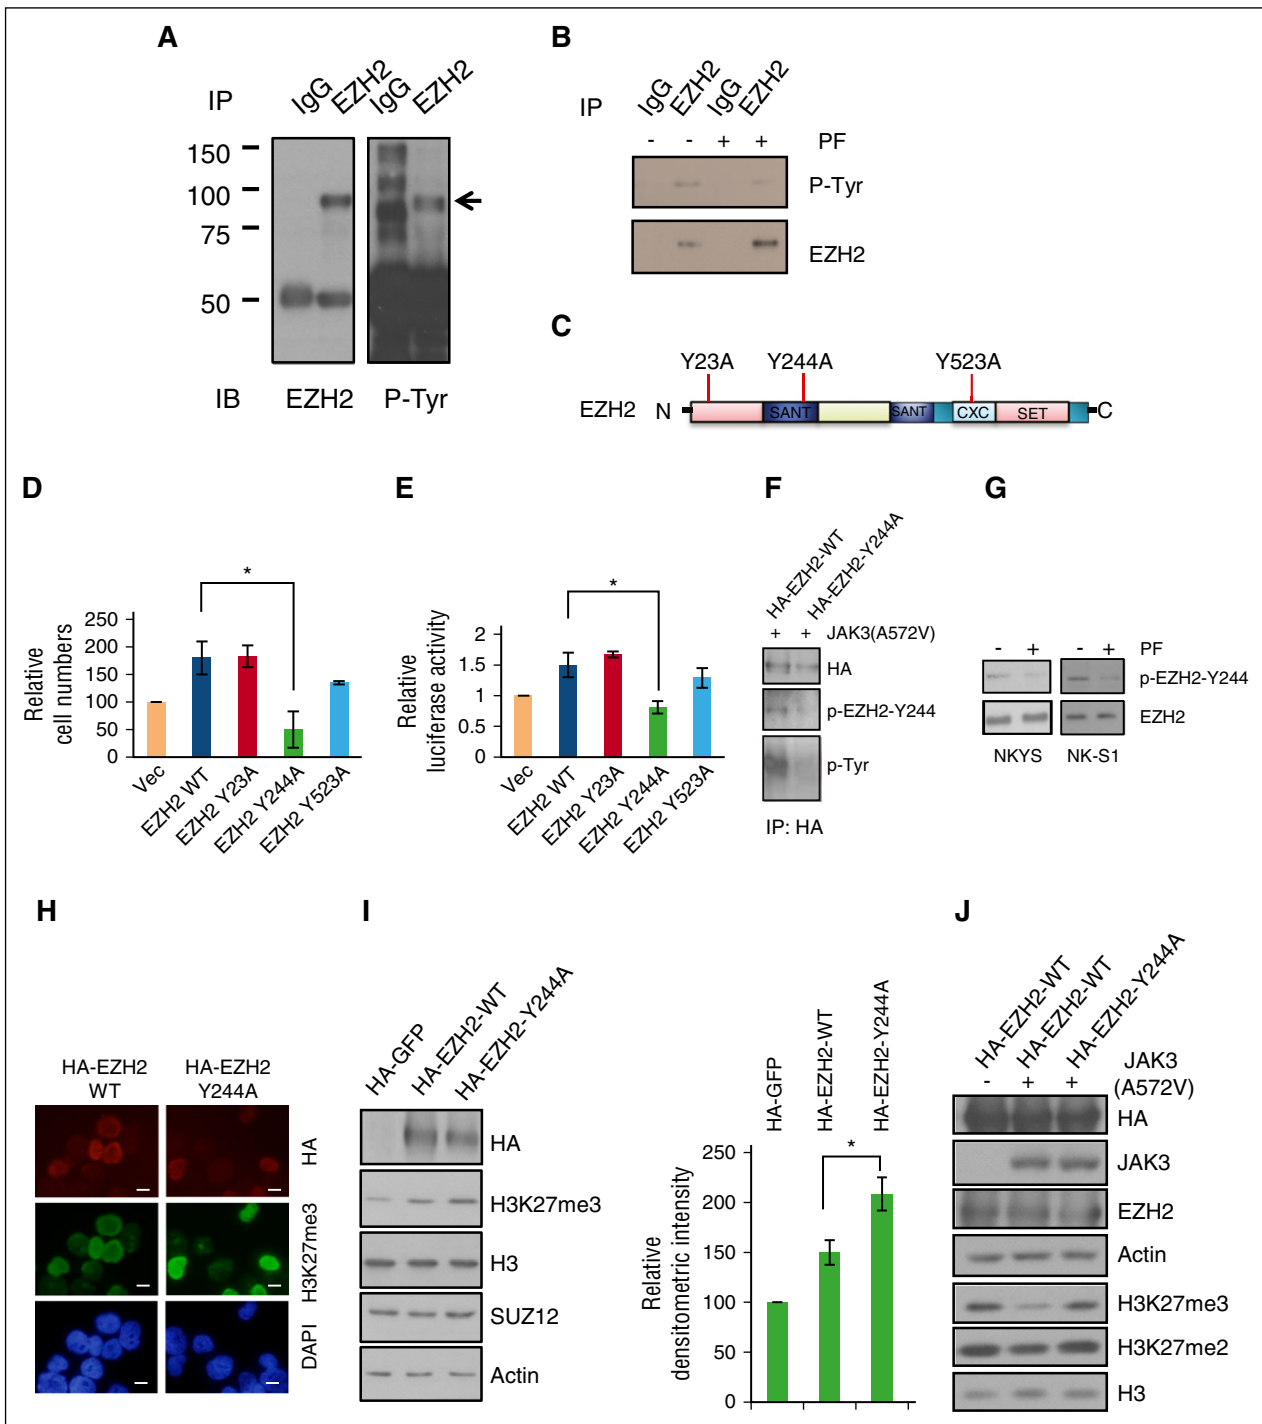 A
IP
IgG
EZH2
IgG
EZH2
150
100
75
50
IB
EZH2
P-Tyr
B
IP
IgG
EZH2
IgG
EZH2
- - + + PF
P-Tyr
EZH2
C
Y23A
Y244A
Y523A
EZH2 N
SANT
SANT
CXC
SET
C
D
*
Relative
cell numbers
250
200
150
100
50
0
Vec
EZH2 WT
EZH2 Y23A
EZH2 Y244A
EZH2 Y523A
E
*
Relative
luciferase activity
2
1.5
1
0.5
0
Vec
EZH2 WT
EZH2 Y23A
EZH2 Y244A
EZH2 Y523A
F
HA-EZH2-WT
HA-EZH2-Y244A
+ + JAK3(A572V)
HA
p-EZH2-Y244
p-Tyr
IP: HA
G
- + - + PF
p-EZH2-Y244
EZH2
NKYS
NK-S1
H
HA-EZH2
WT
HA-EZH2
Y244A
HA
H3K27me3
DAPI
I
HA-GFP
HA-EZH2-WT
HA-EZH2-Y244A
HA
H3K27me3
H3
SUZ12
Actin
HA-GFP
HA-EZH2-WT
HA-EZH2-Y244A
*
Relative
densitometric intensity
250
200
150
100
50
0
J
HA-EZH2-WT
HA-EZH2-WT
HA-EZH2-Y244A
JAK3
- + + (A572V)
HA
JAK3
EZH2
Actin
H3K27me3
H3K27me2
H3